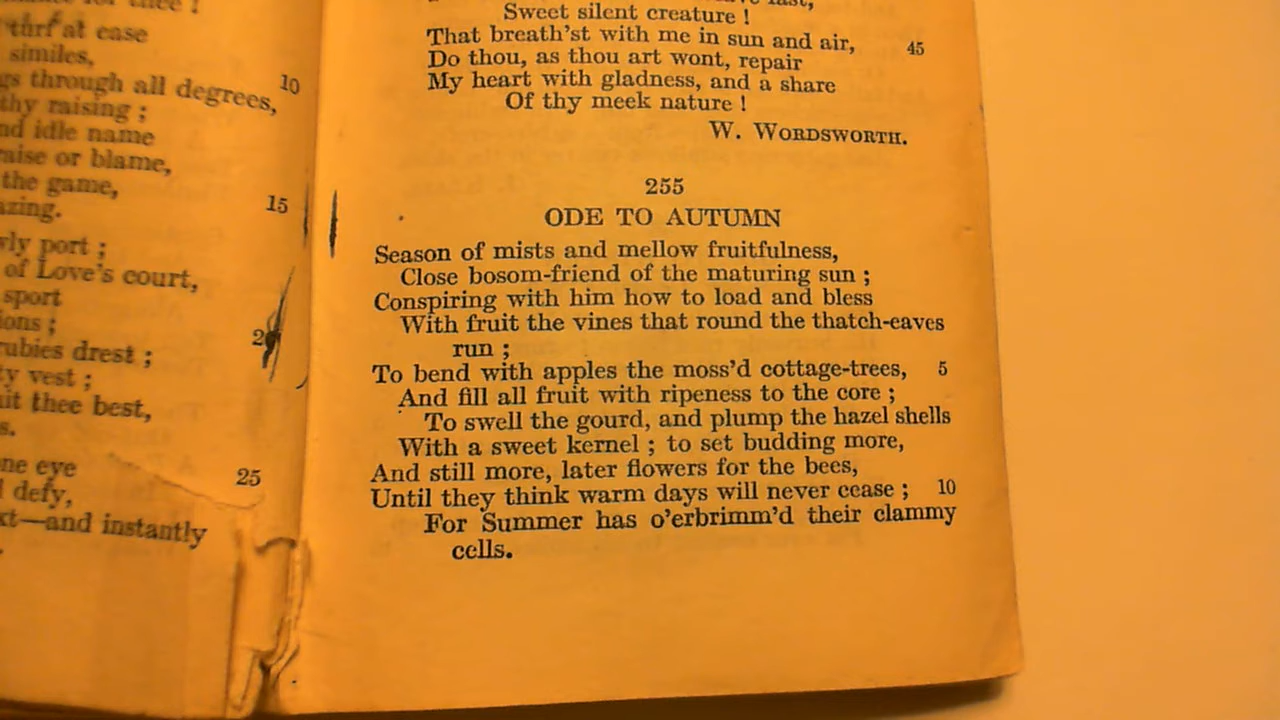 thee !
at ease
similes,
through all degrees, 10
thy raising ;
idle name
or blame,
the game,
15
port ;
of Love's court,
sport
rubies drest ;
vest ;
thee best,
eye 25
defy,
and instantly
Sweet silent creature !
That breath'st with me in sun and air, 45
Do thou, as thou art wont, repair
My heart with gladness, and a share
Of thy meek nature !
W. WORDSWORTH.
255
ODE TO AUTUMN
Season of mists and mellow fruitfulness,
Close bosom-friend of the maturing sun ;
Conspiring with him how to load and bless
With fruit the vines that round the thatch-eaves
run ;
To bend with apples the moss'd cottage-trees, 5
And fill all fruit with ripeness to the core ;
To swell the gourd, and plump the hazel shells
With a sweet kernel ; to set budding more,
And still more, later flowers for the bees,
Until they think warm days will never cease ; 10
For Summer has o'erbrimm'd their clammy
cells.